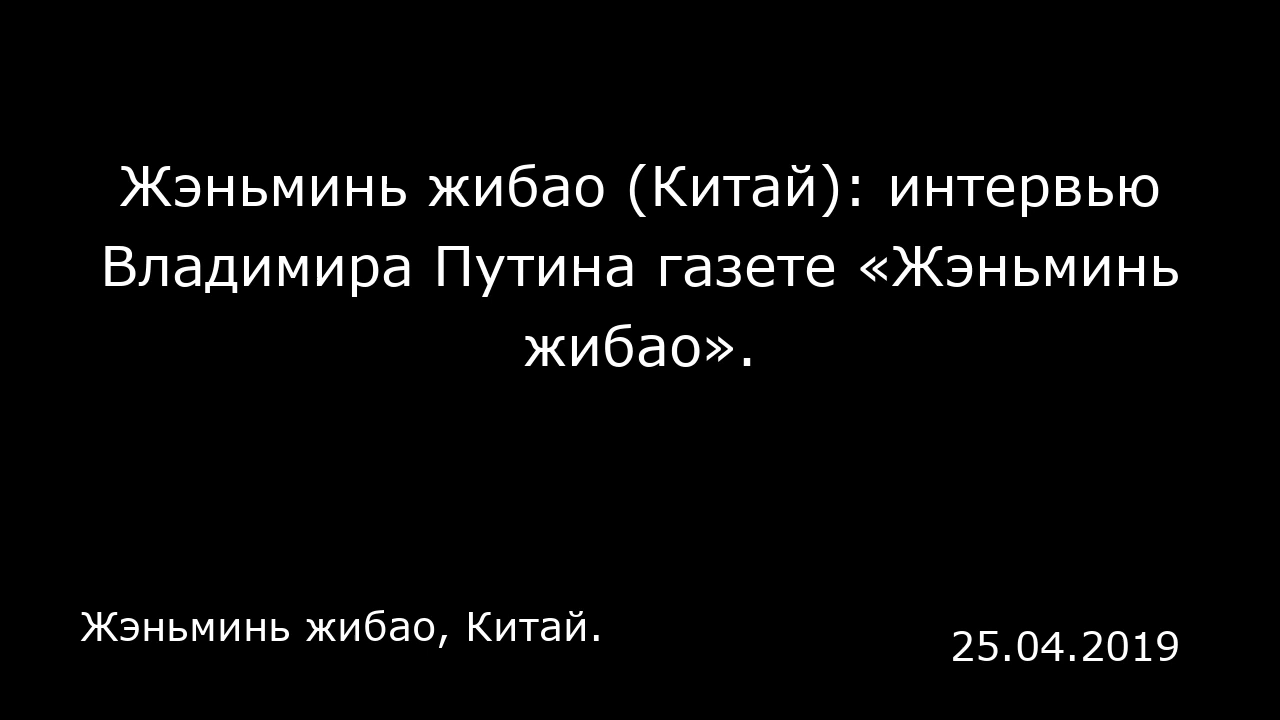 Жэньминь жибао (Китай): интервью
Владимира Путина газете «Жэньминь
жибао».
Жэньминь жибао, Китай.
25.04.2019